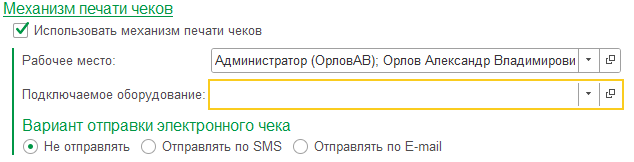 Механизм печати чеков
Использовать механизм печати чеков
Рабочее место: Администратор (ОрловАВ); Орлов Александр Владимирови
Подключаемое оборудование:
Вариант отправки электронного чека
Не отправлять Отправлять по SMS Отправлять по E-mail